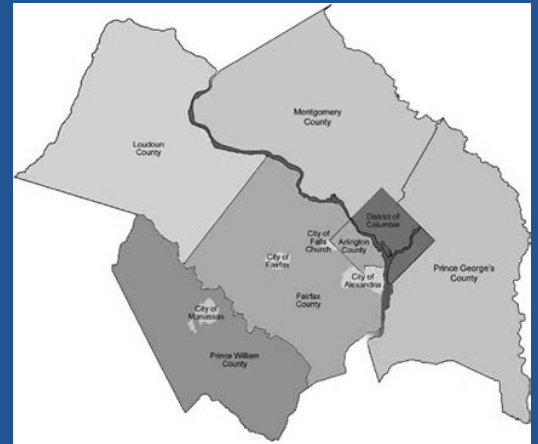 Montgomery
County
Loudoun
County
District of
Columbia
City of
Falls
Church
Arlington
County
City of
Fairfax
Prince George's
County
City of
Alexandria
Fairfax
County
City of
Manassas
Prince William
County